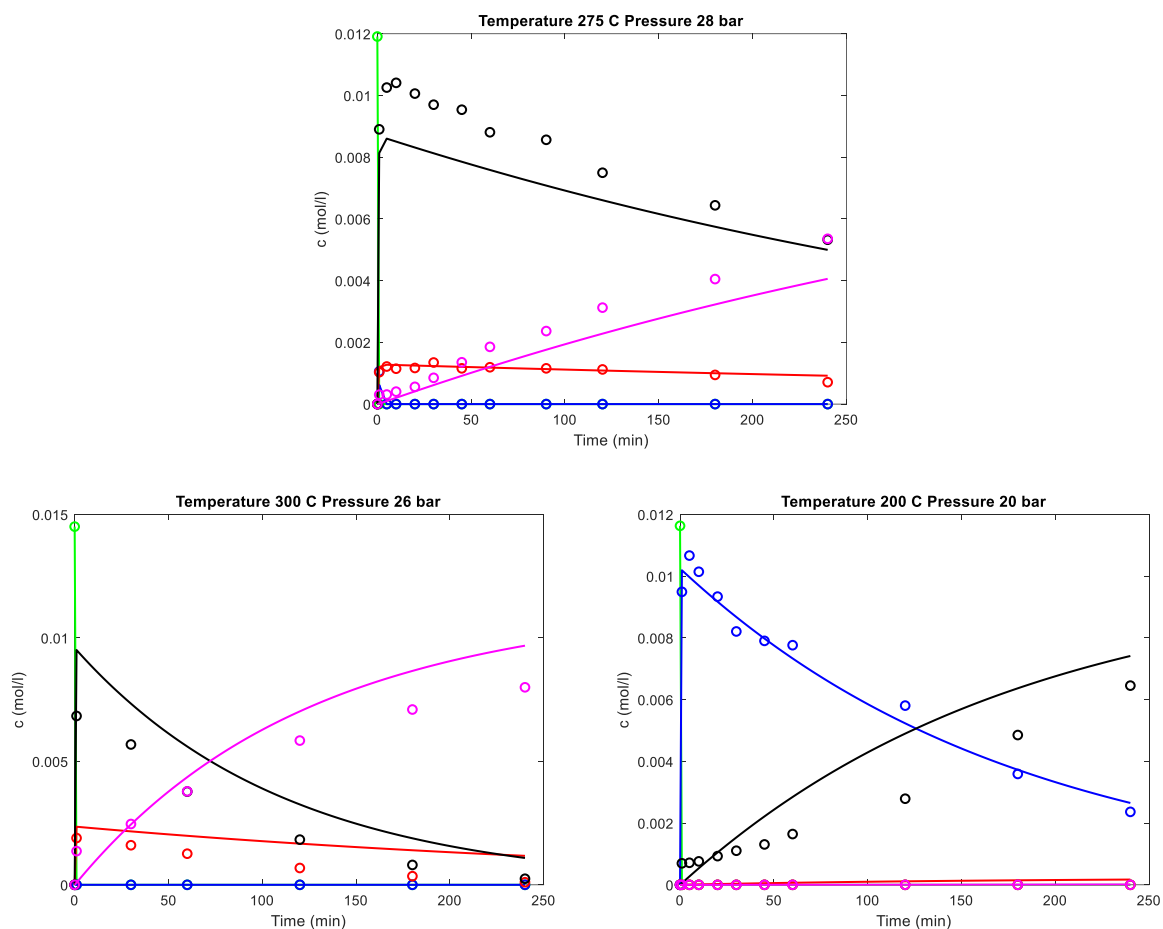 Temperature 275 C Pressure 28 bar
0.012
0.01
0.008
0.006
0.004
0.002
0
c (mol/l)
0 50 100 150 200 250
Time (min)
Temperature 300 C Pressure 26 bar
0.015
0.01
0.005
0
c (mol/l)
0 50 100 150 200 250
Time (min)
Temperature 200 C Pressure 20 bar
0.012
0.01
0.008
0.006
0.004
0.002
0
c (mol/l)
0 50 100 150 200 250
Time (min)